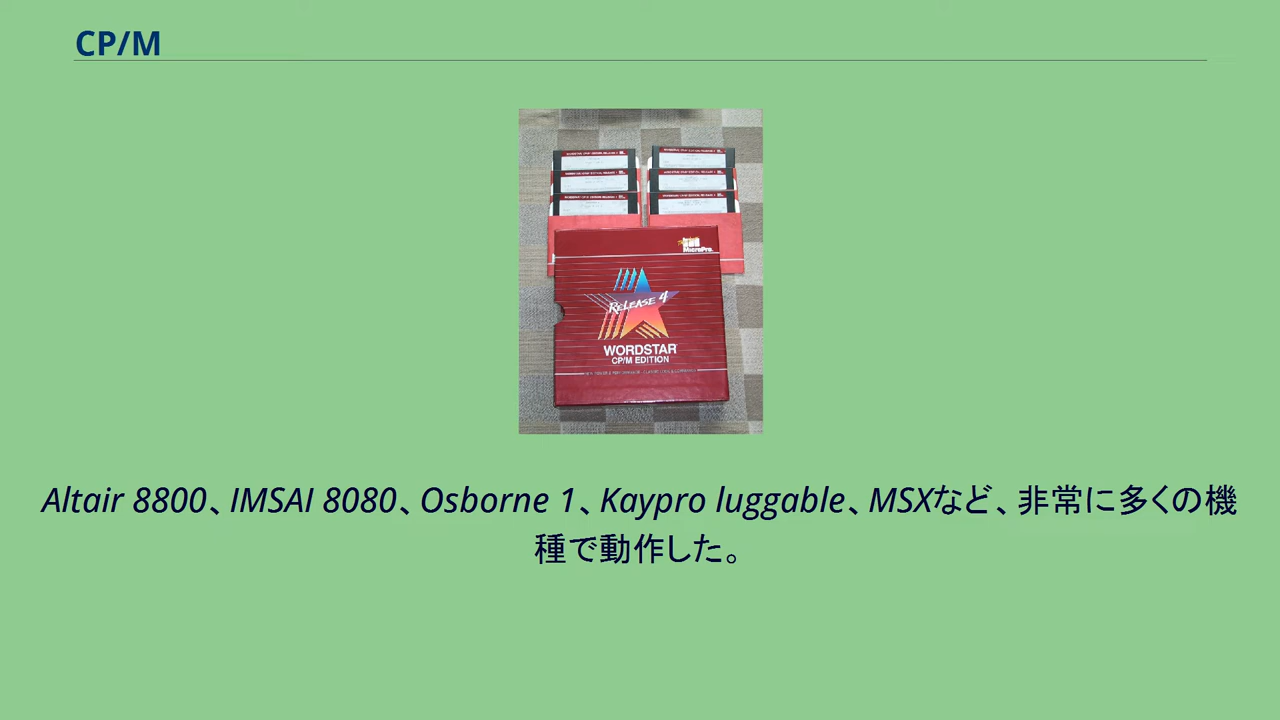 CP/M
MicroPro.
RELEASE 4
WORDSTAR
CP/M EDITION
Altair 8800、IMSAI 8080、Osborne 1、Kaypro luggable、MSXなど、非常に多くの機
種で動作した。